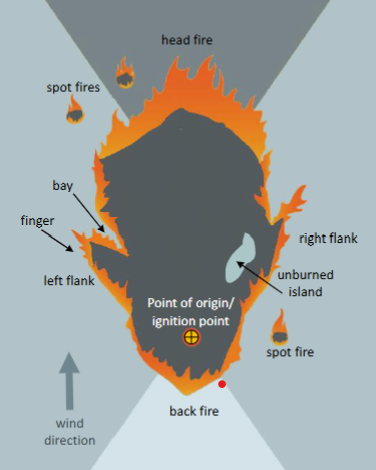 head fire
spot fires
bay
finger
right flank
left flank
unburned
island
Point of origin/
ignition point
spot fire
back fire
wind
direction